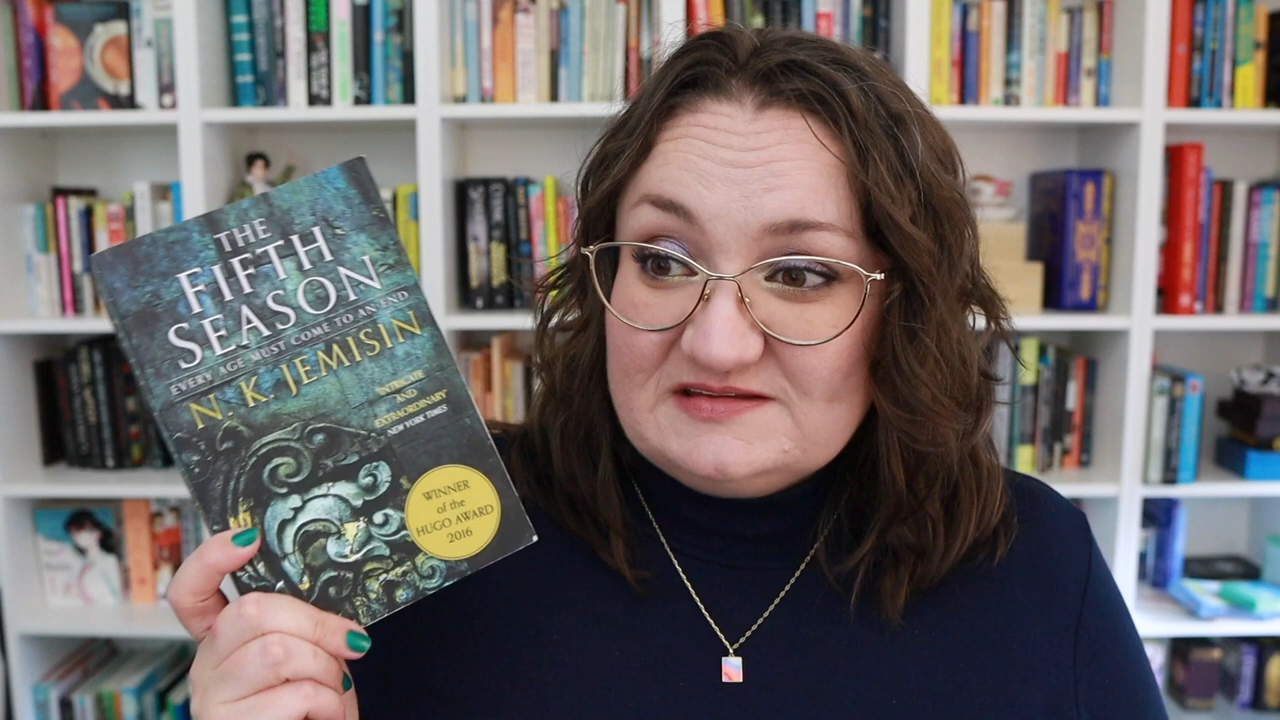 THE
FIFTH
SEASON
EVERY AGE MUST COME TO AN END
N. K. JEMISIN
INTRICATE
AND
EXTRAORDINARY
NEW YORK TIMES
WINNER
of the
HUGO AWARD
2016